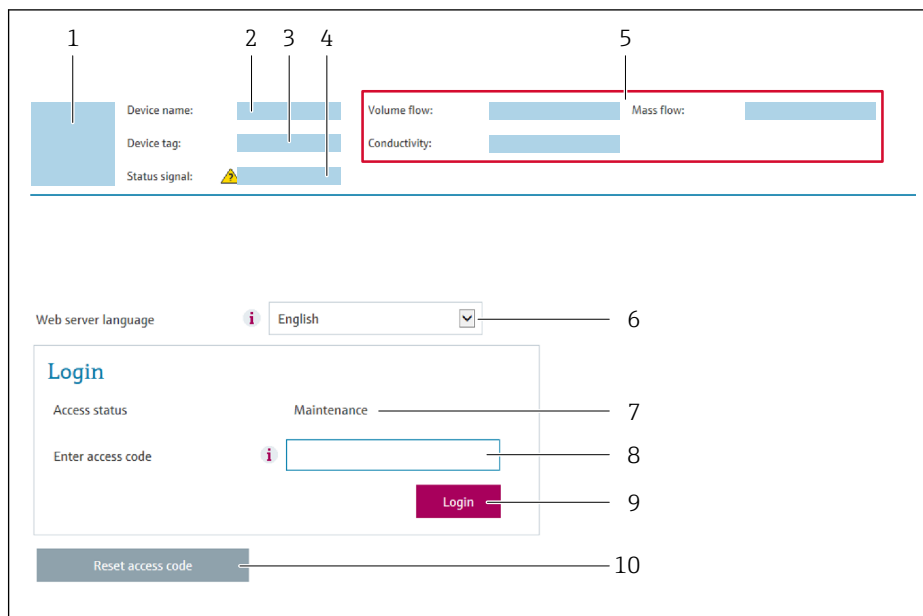 1 2 3 4 5
Device name: Volume flow: Mass flow:
Device tag: Conductivity:
Status signal: ?
Web server language i English 6
Login
Access status Maintenance 7
Enter access code i 8
Login 9
Reset access code 10